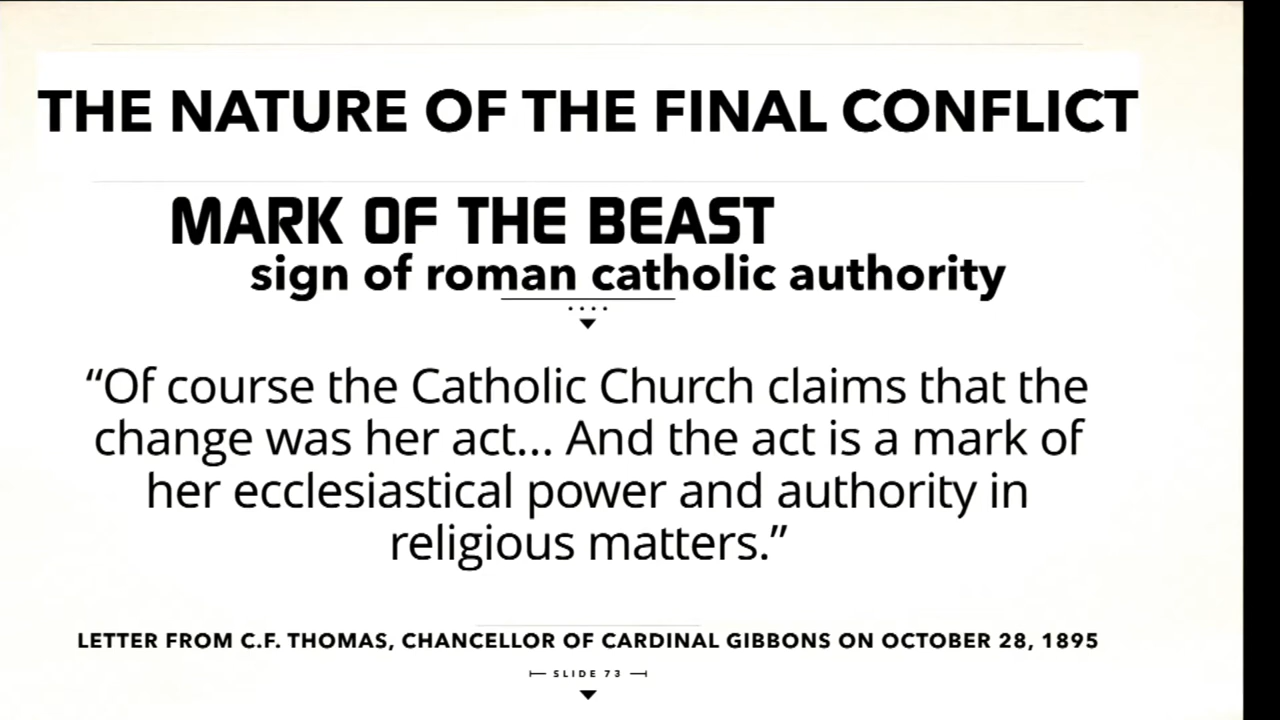 THE NATURE OF THE FINAL CONFLICT
MARK OF THE BEAST
sign of roman catholic authority
“Of course the Catholic Church claims that the
change was her act... And the act is a mark of
her ecclesiastical power and authority in
religious matters.”
LETTER FROM C.F. THOMAS, CHANCELLOR OF CARDINAL GIBBONS ON OCTOBER 28, 1895
SLIDE 73